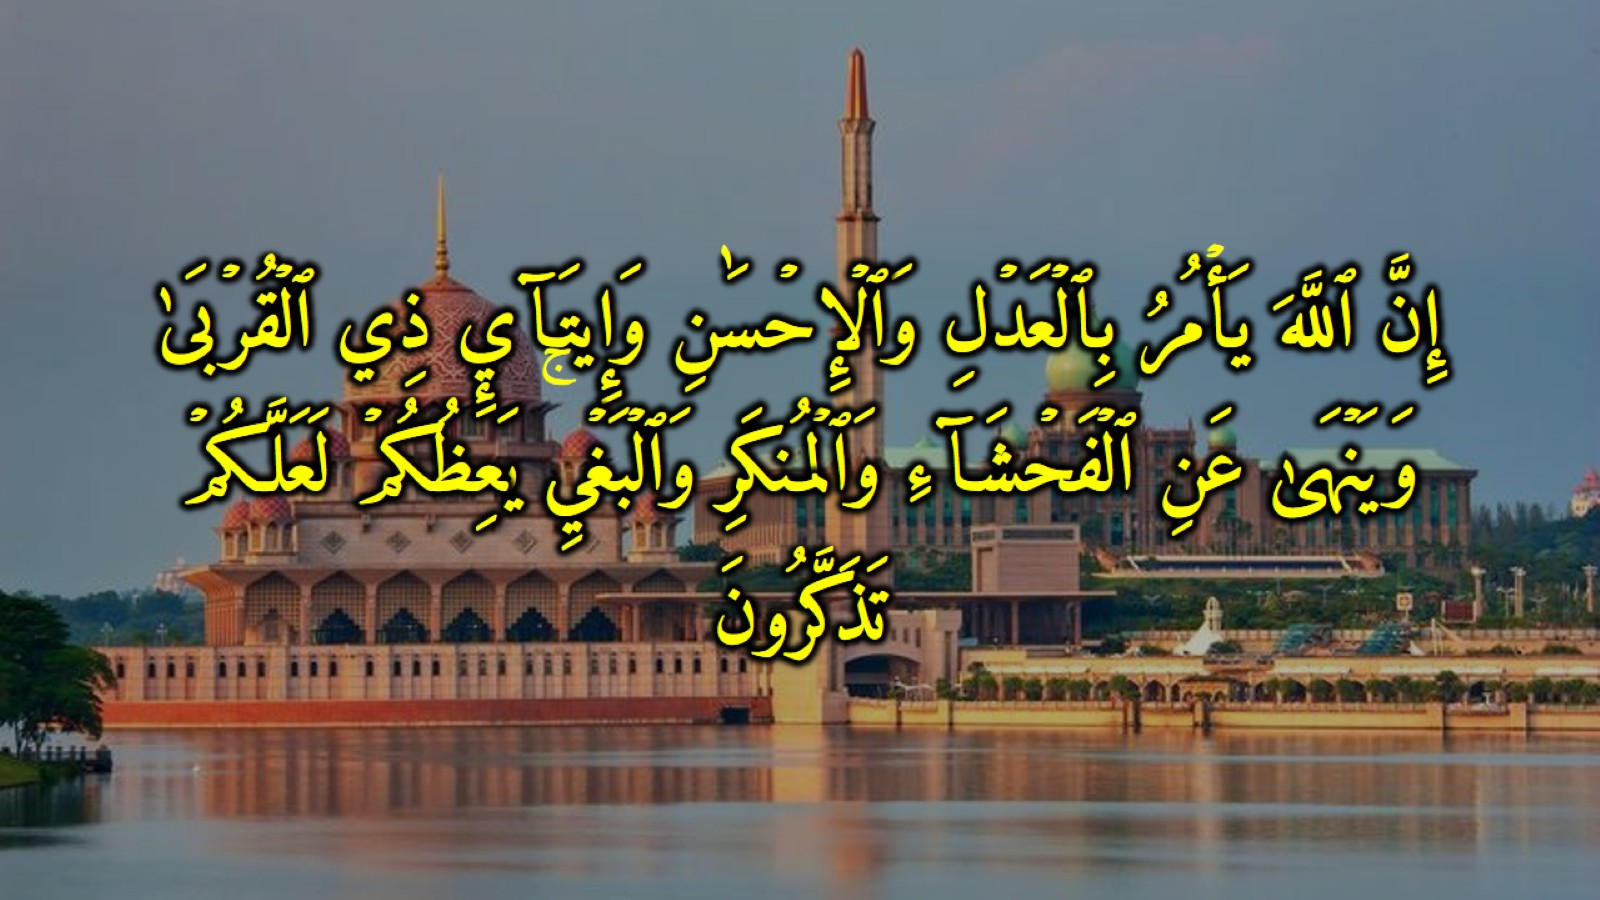 إِنَّ ٱللَّهَ يَأۡمُرُ بِٱلۡعَدۡلِ وَٱلۡإِحۡسَٰنِ وَإِيتَآيِٕ ذِي ٱلۡقُرۡبَىٰ
وَيَنۡهَىٰ عَنِ ٱلۡفَحۡشَآءِ وَٱلۡمُنكَرِ وَٱلۡبَغۡيِۚ يَعِظُكُمۡ لَعَلَّكُمۡ
تَذَكَّرُونَ